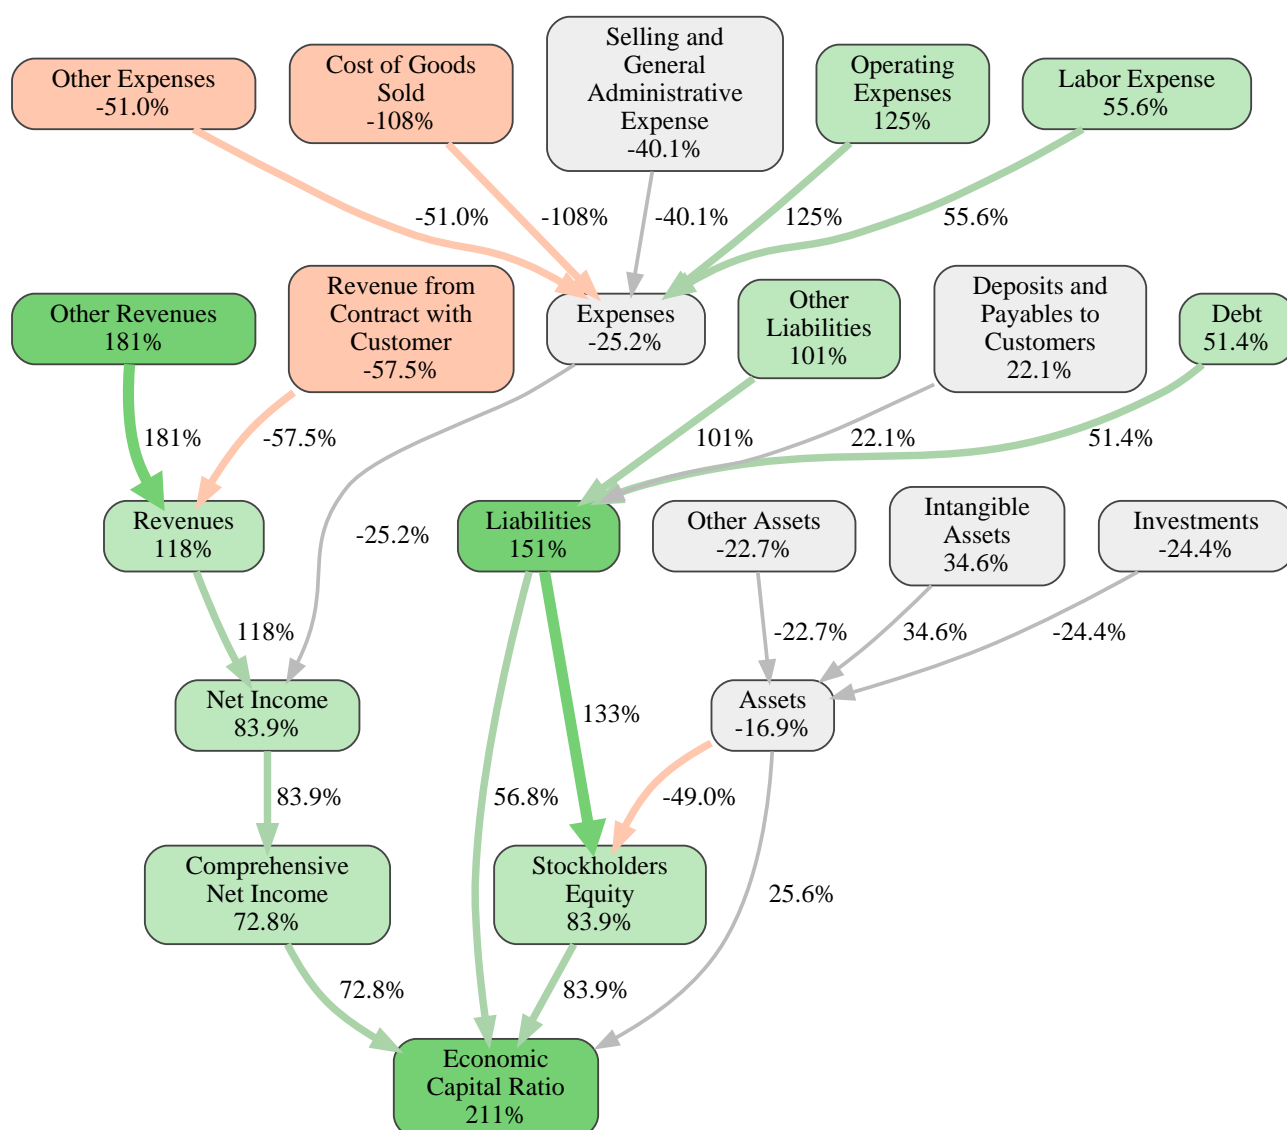 Other Expenses
-51.0%
Cost of Goods
Sold
-108%
Selling and
General
Administrative
Expense
-40.1%
Operating
Expenses
125%
Labor Expense
55.6%
-51.0%
-108%
-40.1%
125%
55.6%
Other Revenues
181%
Revenue from
Contract with
Customer
-57.5%
Expenses
-25.2%
Other
Liabilities
101%
Deposits and
Payables to
Customers
22.1%
Debt
51.4%
181%
-57.5%
101%
22.1%
51.4%
Revenues
118%
-25.2%
Liabilities
151%
Other Assets
-22.7%
Intangible
Assets
34.6%
Investments
-24.4%
118%
-22.7%
34.6%
-24.4%
Net Income
83.9%
133%
Assets
-16.9%
83.9%
56.8%
-49.0%
Comprehensive
Net Income
72.8%
Stockholders
Equity
83.9%
25.6%
72.8%
83.9%
Economic
Capital Ratio
211%